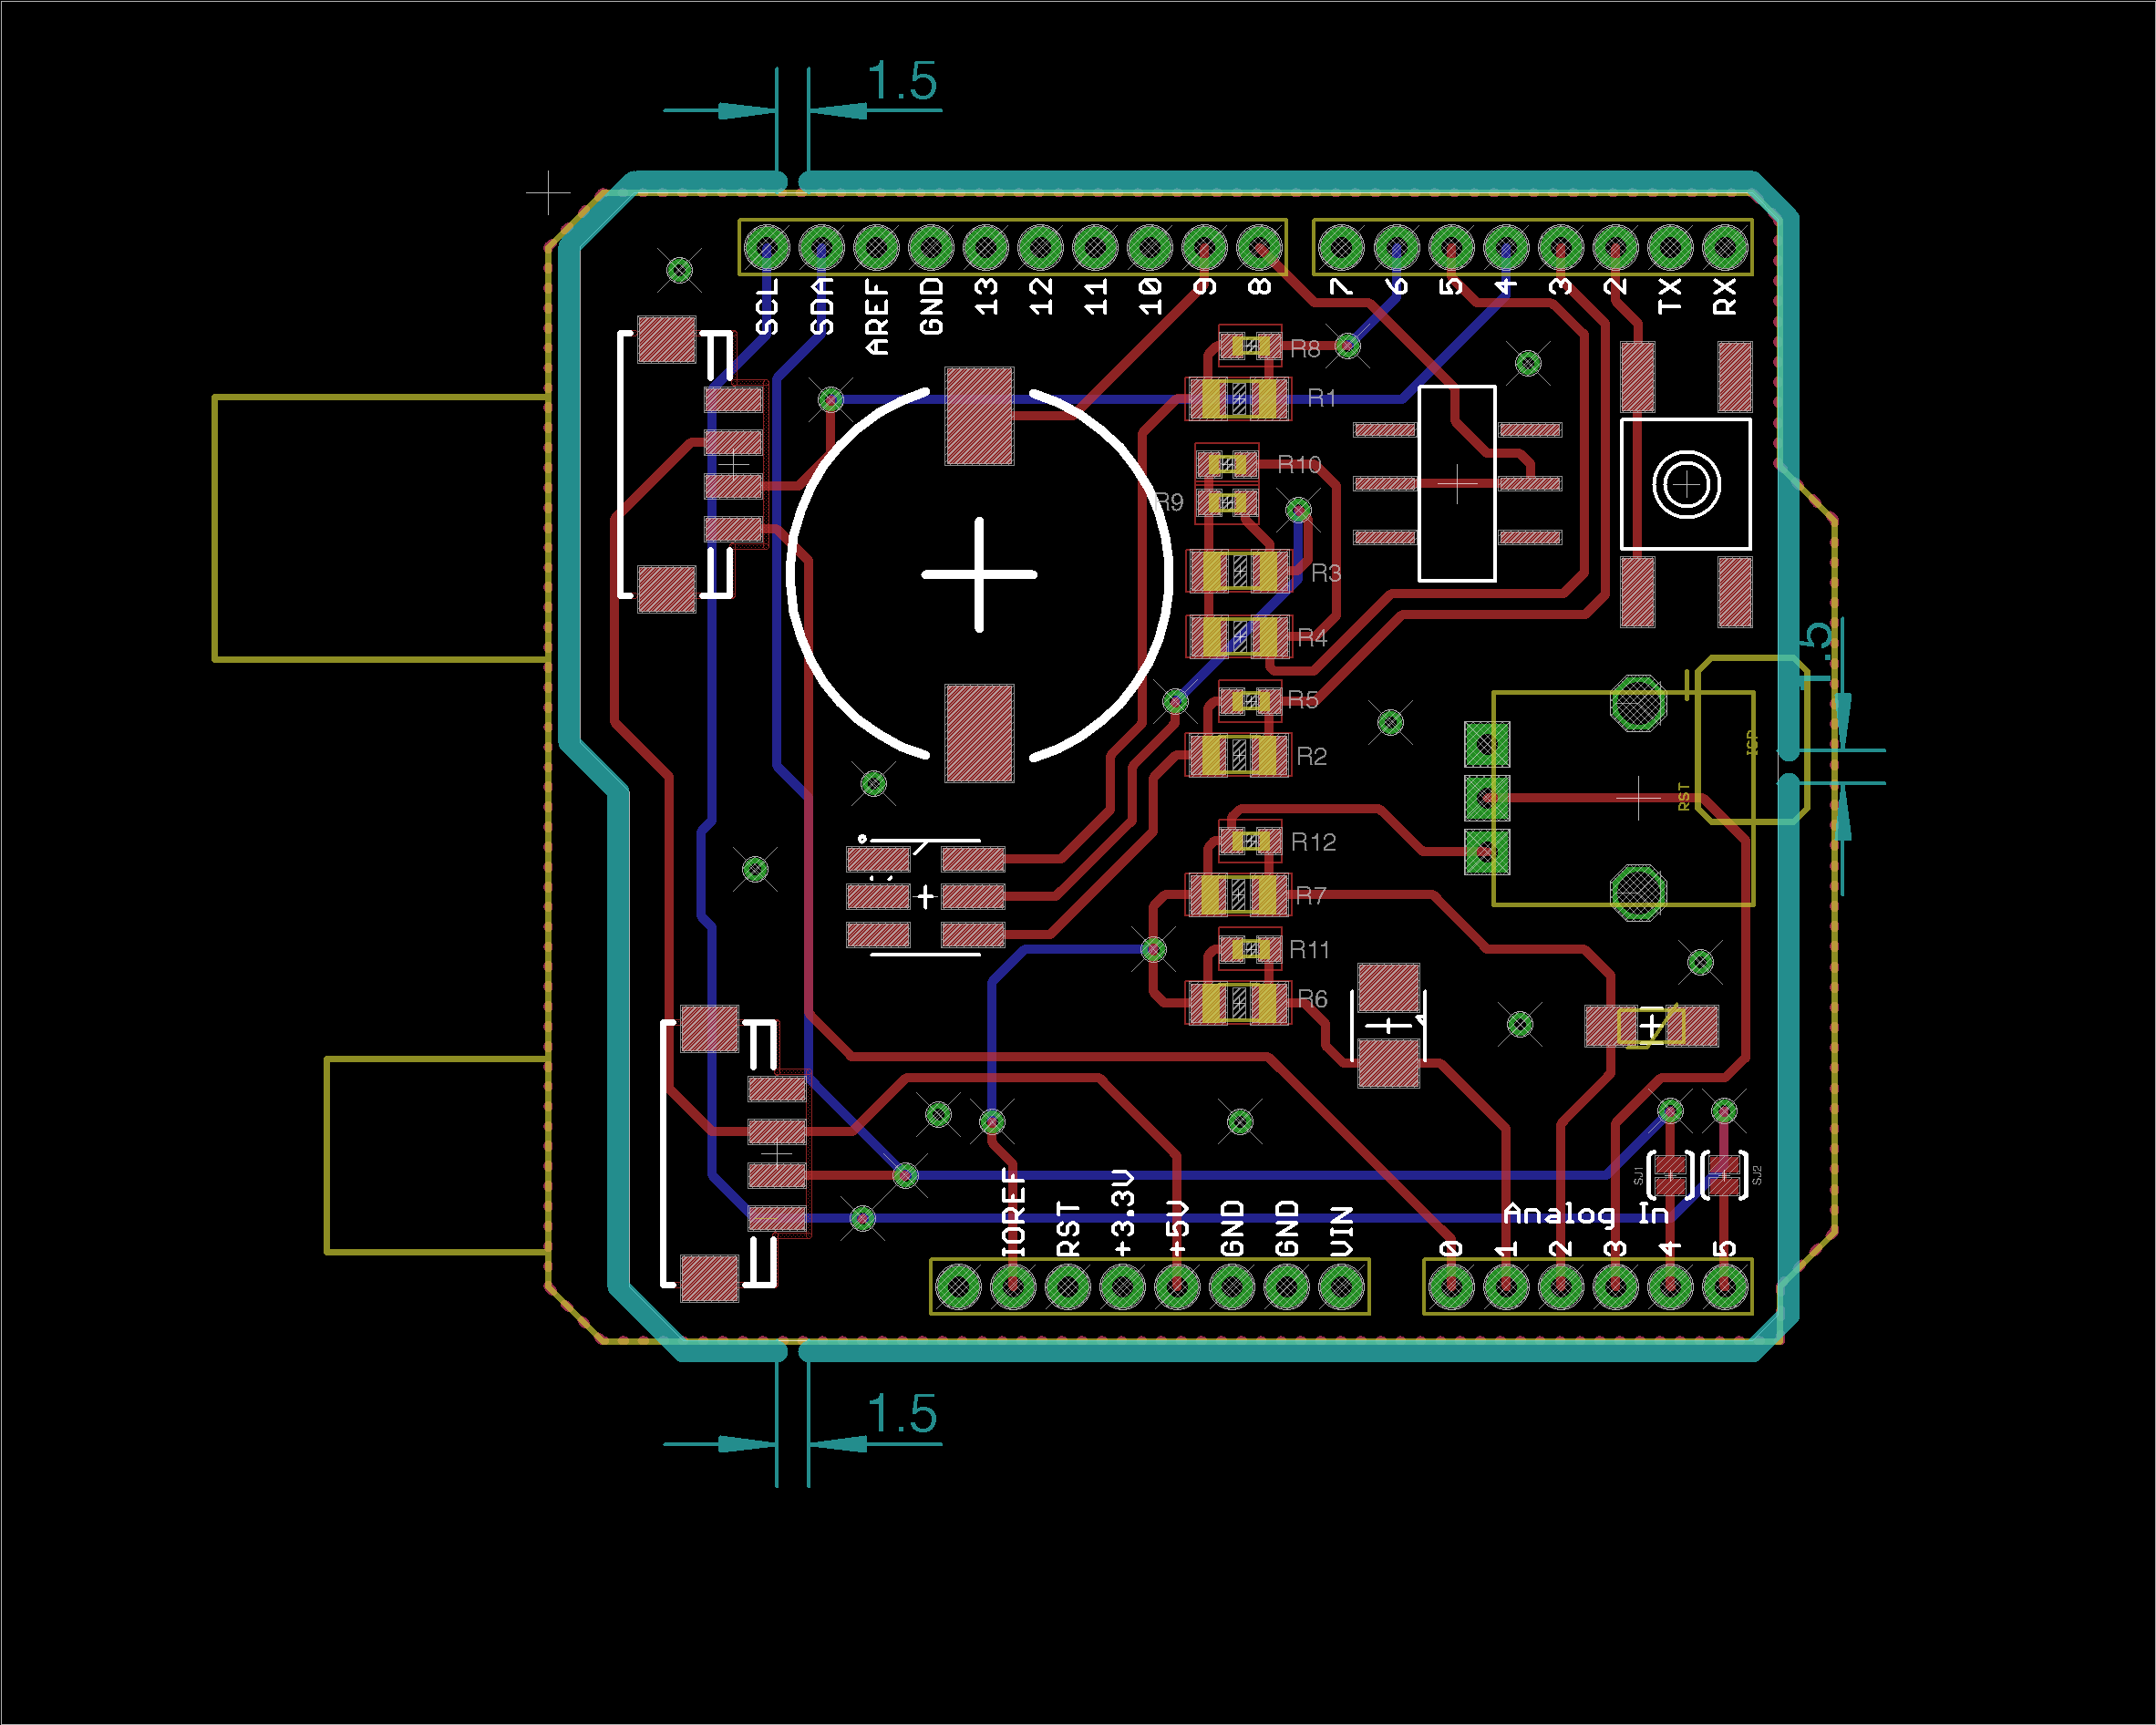 1.5
SCL SDA AREF GND 13 12 11 10 9 8 7 6 5 4 3 2 TX RX
R8
R1
R10
R9
R3
R4
1.5
R5
R2
ICP
RST
R12
R7
R11
R6
SJ1 SJ2
Analog In
IOREF RST +3.3V +5V GND GND VIN 0 1 2 3 4 5
1.5